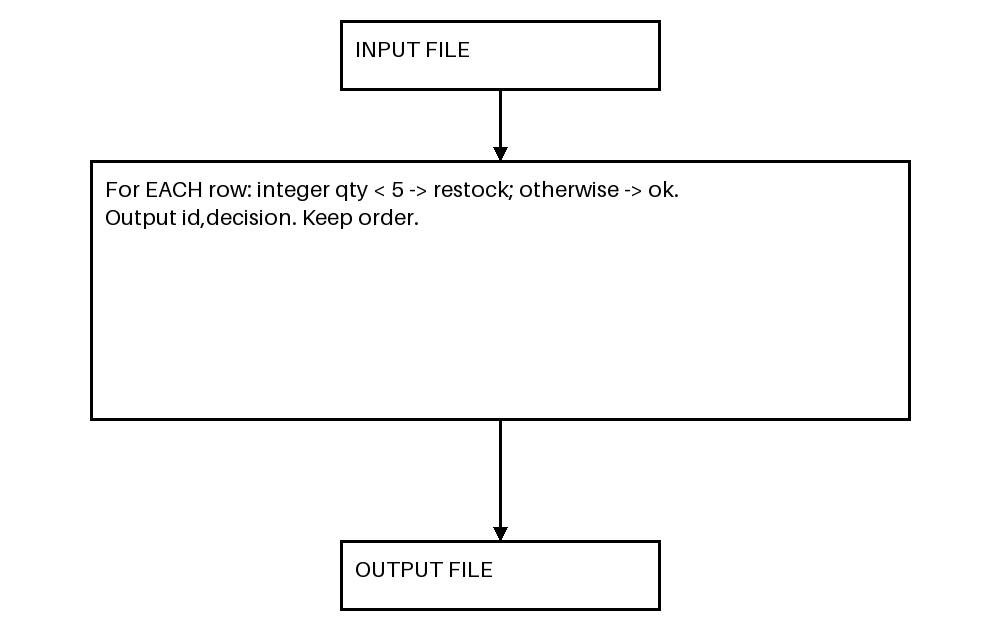 INPUT FILE
For EACH row: integer qty < 5 -> restock; otherwise -> ok.
Output id,decision. Keep order.
OUTPUT FILE